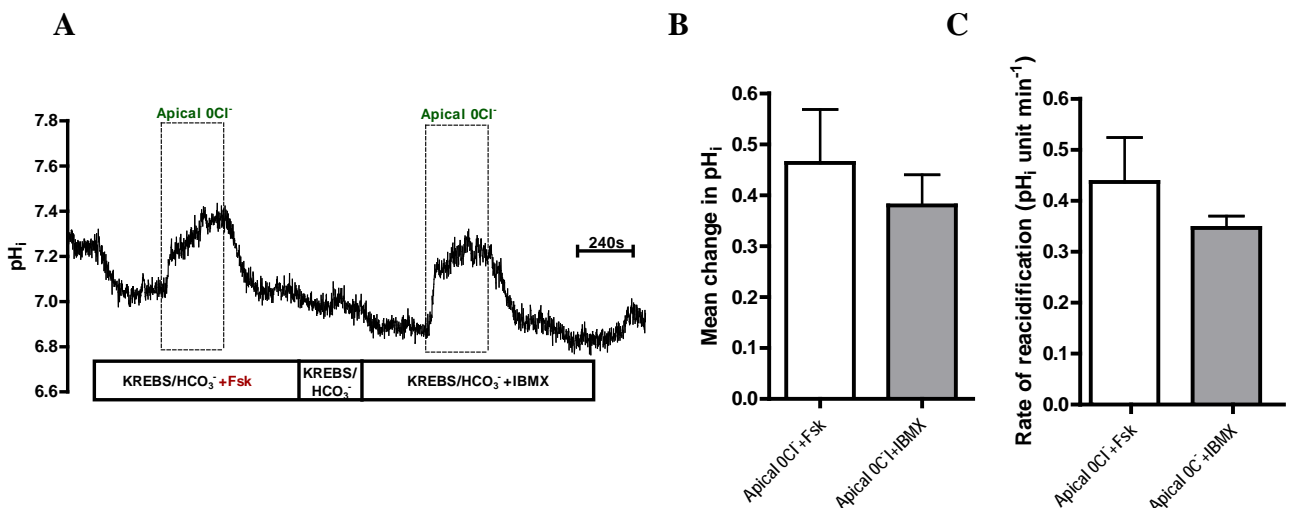 A
Apical 0Cl⁻
Apical 0Cl⁻
7.8
7.6
7.4
7.2
7.0
6.8
6.6
pHᵢ
240s
KREBS/HCO₃⁻ +Fsk
KREBS/
HCO₃⁻
KREBS/HCO₃⁻+IBMX
B
Mean change in pHᵢ
0.6
0.5
0.4
0.3
0.2
0.1
0.0
Apical 0Cl⁻+Fsk
Apical 0C⁻l+IBMX
C
Rate of reacidification (pHᵢ unit min⁻¹)
0.6
0.5
0.4
0.3
0.2
0.1
0.0
Apical 0Cl⁻+Fsk
Apical 0C⁻+IBMX